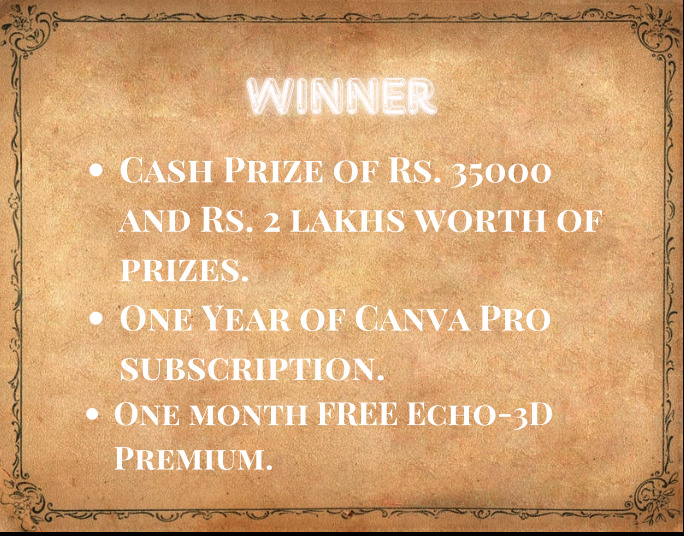 WINNER
• Cash Prize of Rs. 35000
and Rs. 2 lakhs worth of
prizes.
• One Year of Canva Pro
subscription.
• One month FREE Echo-3D
Premium.